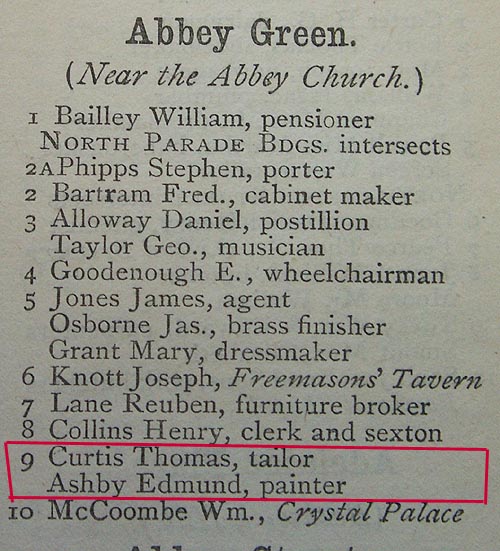 Abbey Green.
(Near the Abbey Church.)
1 Bailley William, pensioner
NORTH PARADE BDGS. intersects
2A Phipps Stephen, porter
2 Bartram Fred., cabinet maker
3 Alloway Daniel, postillion
Taylor Geo., musician
4 Goodenough E., wheelchairman
5 Jones James, agent
Osborne Jas., brass finisher
Grant Mary, dressmaker
6 Knott Joseph, Freemasons' Tavern
7 Lane Reuben, furniture broker
8 Collins Henry, clerk and sexton
9 Curtis Thomas, tailor
Ashby Edmund, painter
10 McCoombe Wm., Crystal Palace